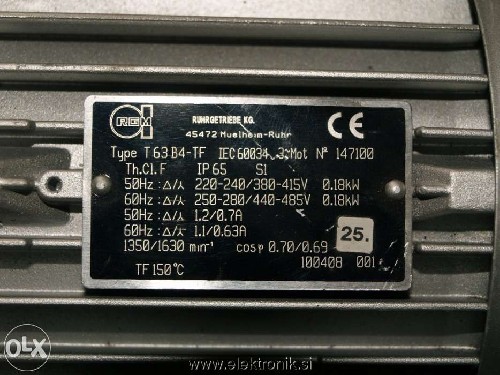 RGM
RUHRGETRIEBE KG.
45472 Muelheim-Ruhr
CE
Type T 63 B4-TF IEC 60034 3~Mot Nº 147100
Th.Cl. F IP 65 S1
50Hz : Δ/⅄ 220-240/380-415V 0.18kW
60Hz : Δ/⅄ 250-280/440-485V 0.18kW
50Hz : Δ/⅄ 1.2/0.7A
60Hz : Δ/⅄ 1.1/0.63A
1350/1630 min⁻¹ cosφ 0.70/0.69
25.
TF 150°C 100408 001
OLX
www.elektronik.si